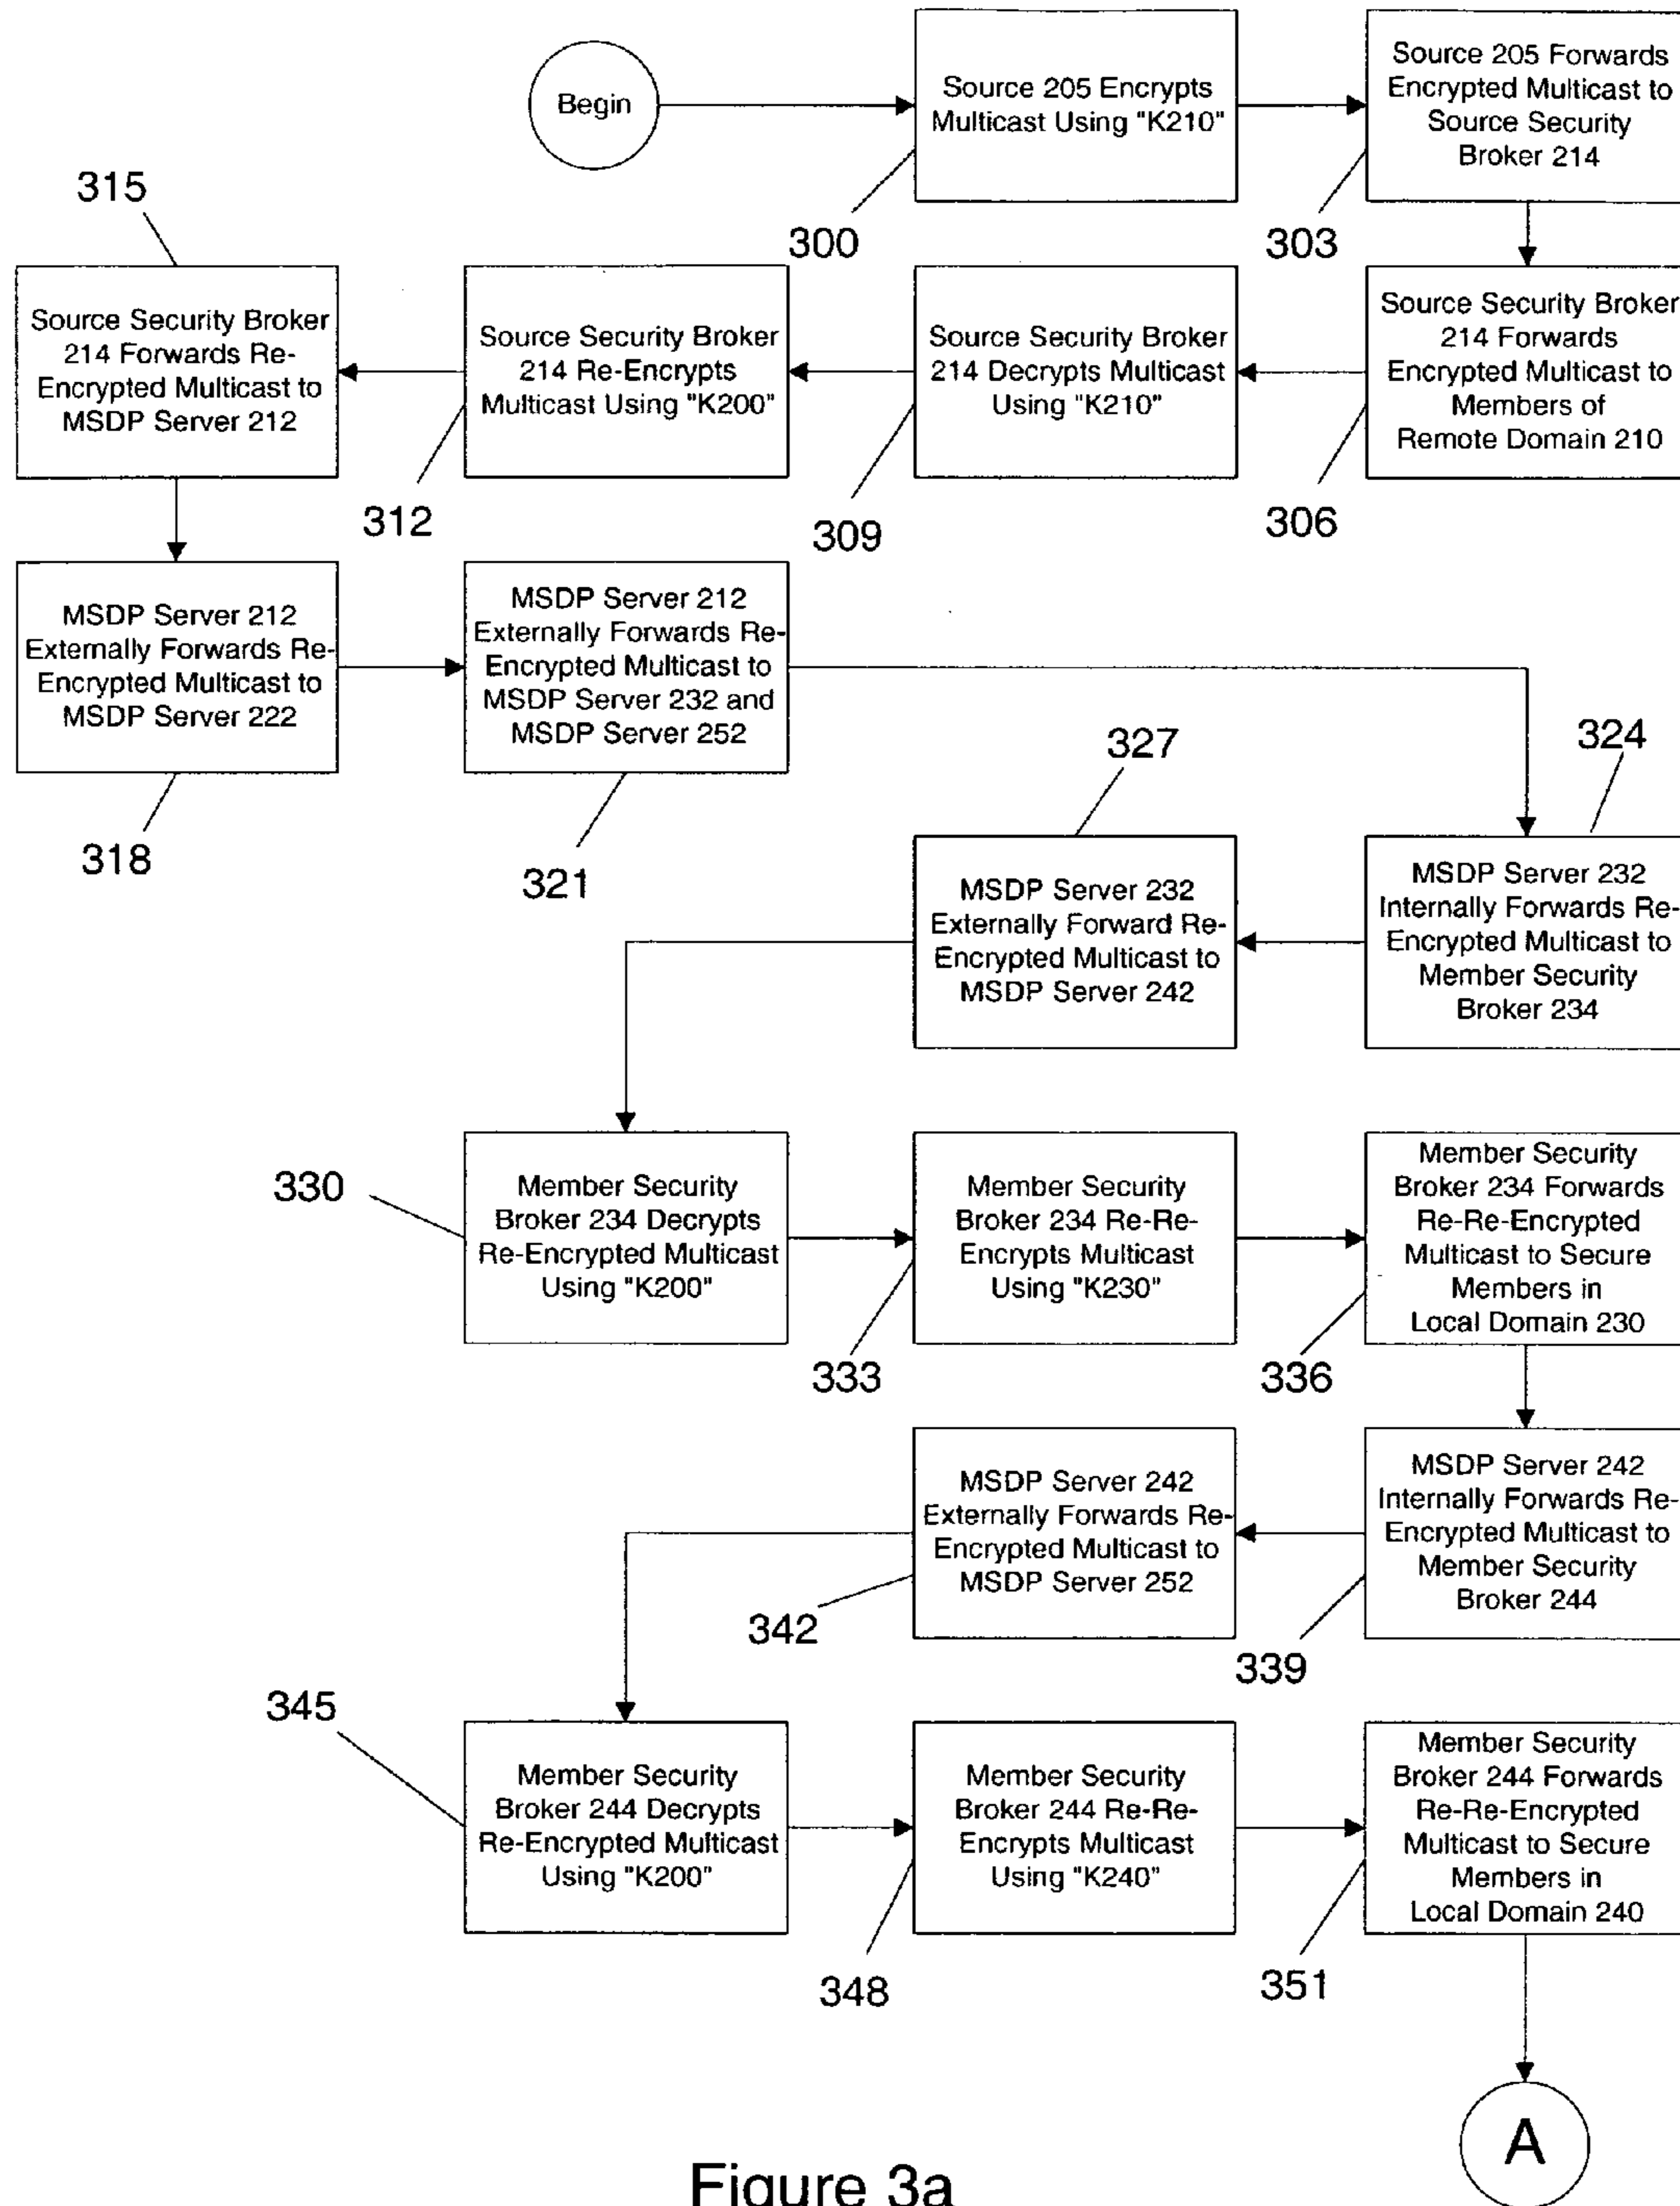 Begin
Source 205 Encrypts
Multicast Using "K210"
300
Source 205 Forwards
Encrypted Multicast to
Source Security
Broker 214
303
Source Security Broker
214 Forwards
Encrypted Multicast to
Members of
Remote Domain 210
306
Source Security Broker
214 Decrypts Multicast
Using "K210"
309
Source Security Broker
214 Re-Encrypts
Multicast Using "K200"
312
315
Source Security Broker
214 Forwards Re-
Encrypted Multicast to
MSDP Server 212
MSDP Server 212
Externally Forwards Re-
Encrypted Multicast to
MSDP Server 222
318
MSDP Server 212
Externally Forwards Re-
Encrypted Multicast to
MSDP Server 232 and
MSDP Server 252
321
324
MSDP Server 232
Internally Forwards Re-
Encrypted Multicast to
Member Security
Broker 234
327
MSDP Server 232
Externally Forward Re-
Encrypted Multicast to
MSDP Server 242
330
Member Security
Broker 234 Decrypts
Re-Encrypted Multicast
Using "K200"
Member Security
Broker 234 Re-Re-
Encrypts Multicast
Using "K230"
333
Member Security
Broker 234 Forwards
Re-Re-Encrypted
Multicast to Secure
Members in
Local Domain 230
336
MSDP Server 242
Internally Forwards Re-
Encrypted Multicast to
Member Security
Broker 244
339
MSDP Server 242
Externally Forwards Re-
Encrypted Multicast to
MSDP Server 252
342
345
Member Security
Broker 244 Decrypts
Re-Encrypted Multicast
Using "K200"
Member Security
Broker 244 Re-Re-
Encrypts Multicast
Using "K240"
348
Member Security
Broker 244 Forwards
Re-Re-Encrypted
Multicast to Secure
Members in
Local Domain 240
351
A
Figure 3a